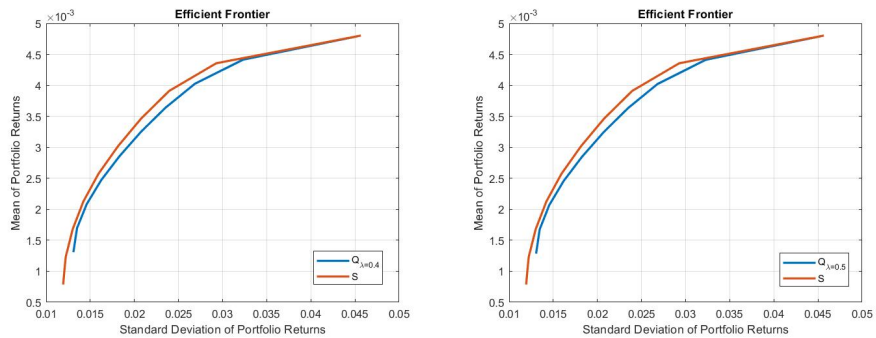 Efficient Frontier
×10⁻³
5
4.5
4
3.5
3
2.5
2
1.5
1
0.5
Mean of Portfolio Returns
0.01 0.015 0.02 0.025 0.03 0.035 0.04 0.045 0.05
Standard Deviation of Portfolio Returns
Q λ=0.4
S
Efficient Frontier
×10⁻³
5
4.5
4
3.5
3
2.5
2
1.5
1
0.5
Mean of Portfolio Returns
0.01 0.015 0.02 0.025 0.03 0.035 0.04 0.045 0.05
Standard Deviation of Portfolio Returns
Q λ=0.5
S